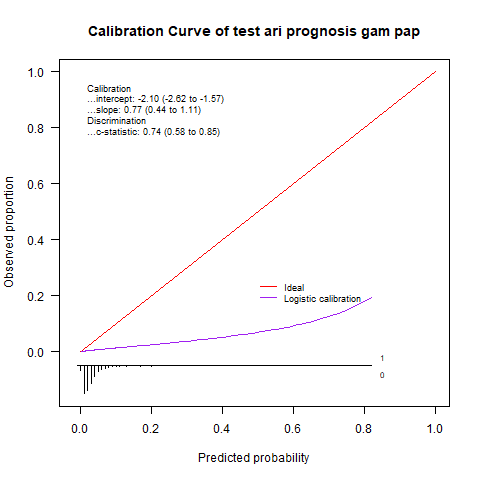 Calibration Curve of test ari prognosis gam pap
Calibration
...intercept: -2.10 (-2.62 to -1.57)
...slope: 0.77 (0.44 to 1.11)
Discrimination
...c-statistic: 0.74 (0.58 to 0.85)
Observed proportion
1.0
0.8
0.6
0.4
0.2
0.0
Ideal
Logistic calibration
1
0
0.0 0.2 0.4 0.6 0.8 1.0
Predicted probability